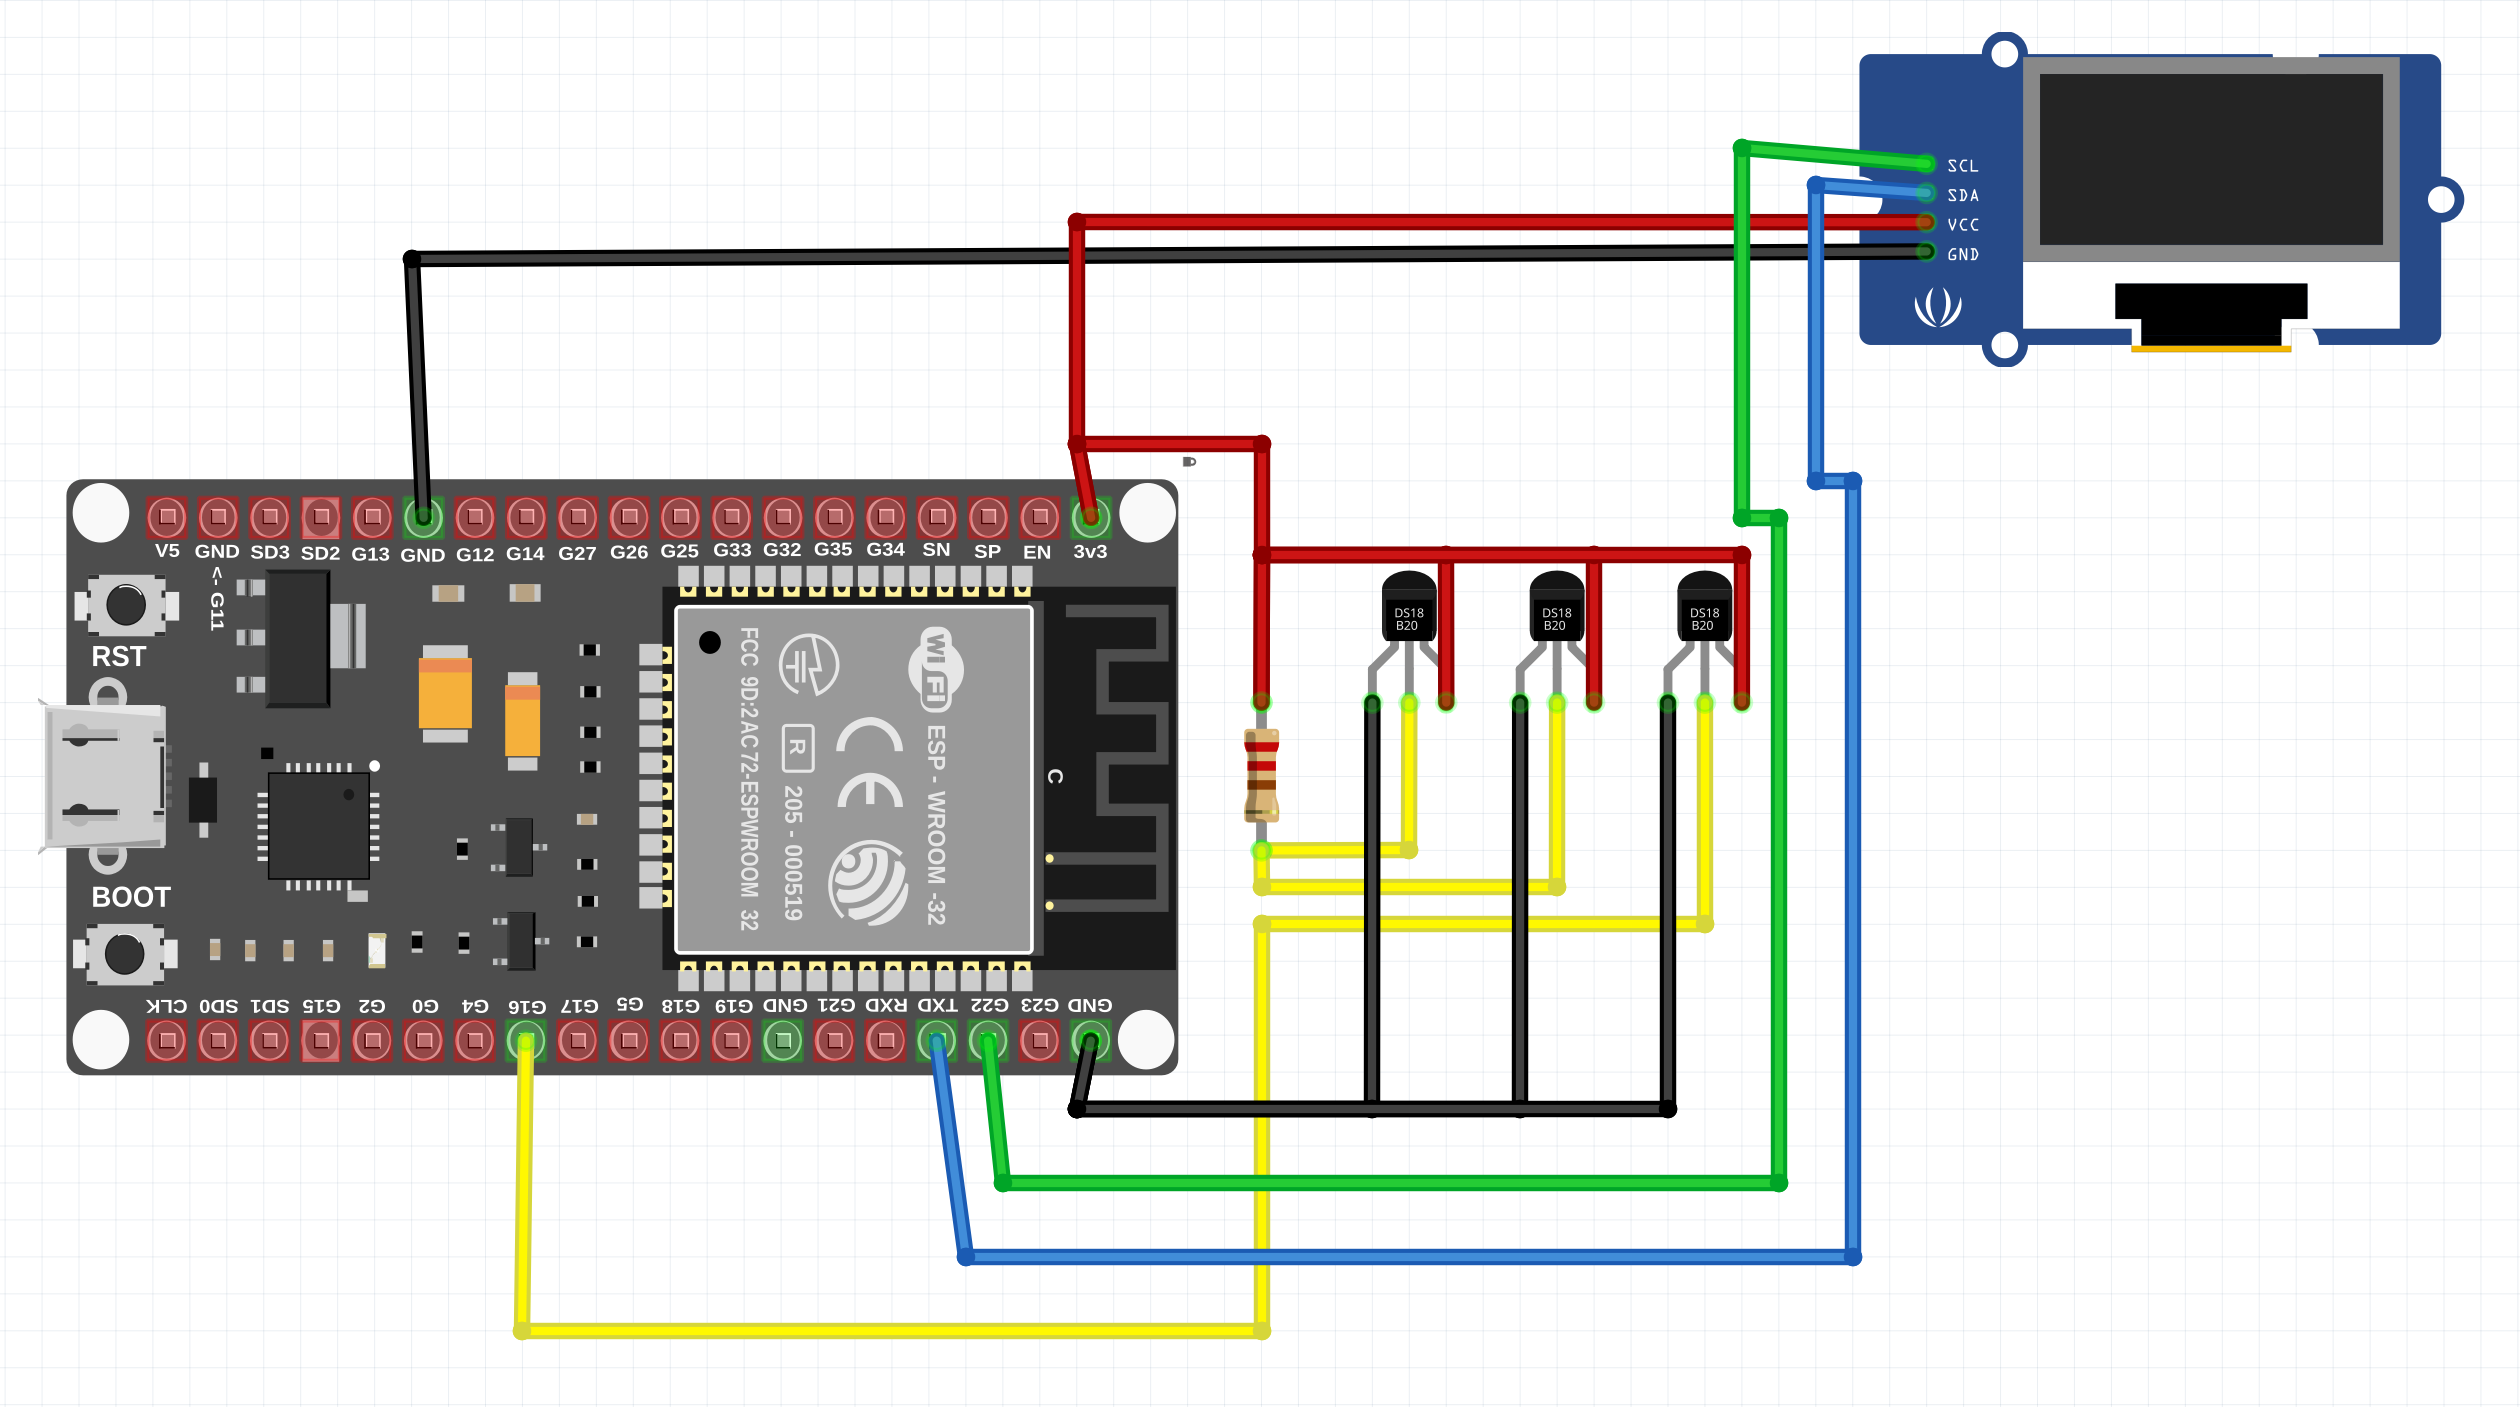 SCL
SDA
VCC
GND
V5 GND SD3 SD2 G13 GND G12 G14 G27 G26 G25 G33 G32 G35 G34 SN SP EN 3v3
<- G11
RST
BOOT
DS18
B20
DS18
B20
DS18
B20
WiFi
ESP - WROOM -32
CE
R
205 - 000519
FCC 9D:2AC72-ESPWROOM 32
C
CLK SD0 SD1 G15 G2 G0 G4 G16 G17 G5 G18 G19 GND G21 RXD TXD G22 G23 GND